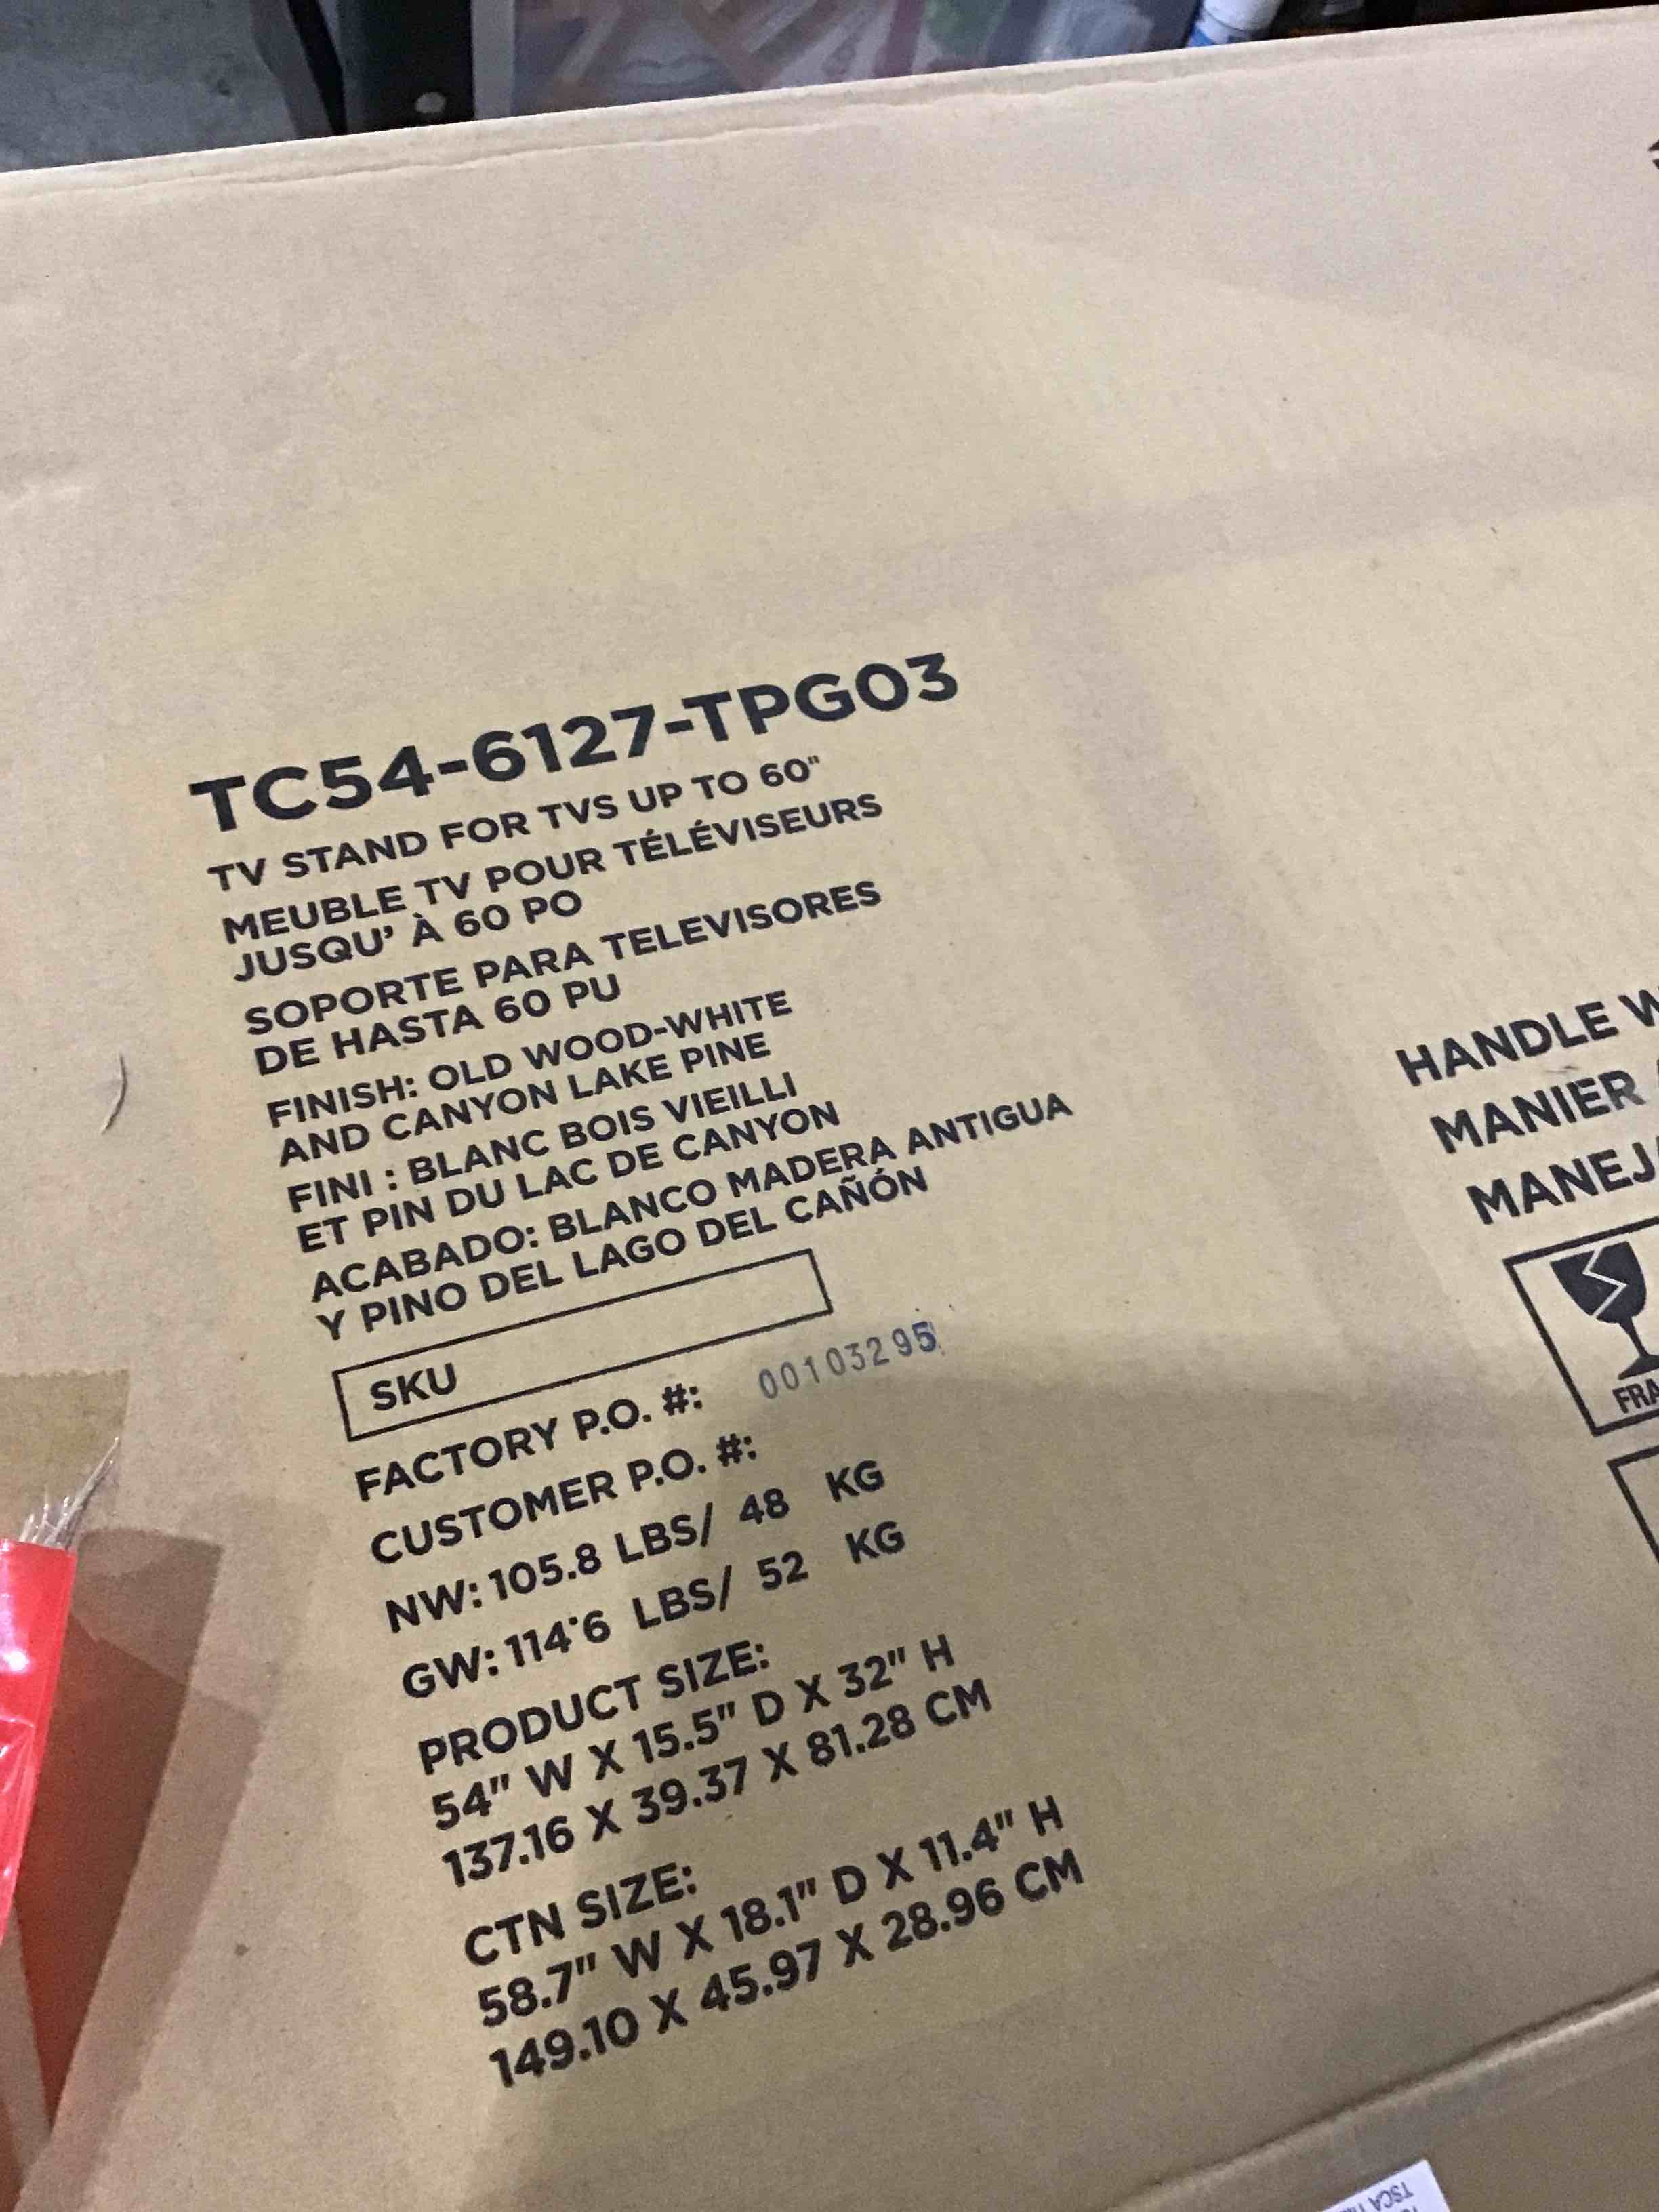 TC54-6127-TPG03
TV STAND FOR TVS UP TO 60"
MEUBLE TV POUR TÉLÉVISEURS
JUSQU' À 60 PO
SOPORTE PARA TELEVISORES
DE HASTA 60 PU
FINISH: OLD WOOD-WHITE
AND CANYON LAKE PINE
FINI : BLANC BOIS VIEILLI
ET PIN DU LAC DE CANYON
ACABADO: BLANCO MADERA ANTIGUA
Y PINO DEL LAGO DEL CAÑÓN
SKU
FACTORY P.O. #: 00103295
CUSTOMER P.O. #:
NW: 105.8 LBS/ 48 KG
GW: 114.6 LBS/ 52 KG
PRODUCT SIZE:
54" W X 15.5" D X 32" H
137.16 X 39.37 X 81.28 CM
CTN SIZE:
58.7" W X 18.1" D X 11.4" H
149.10 X 45.97 X 28.96 CM
HANDLE
MANIER
TSCA